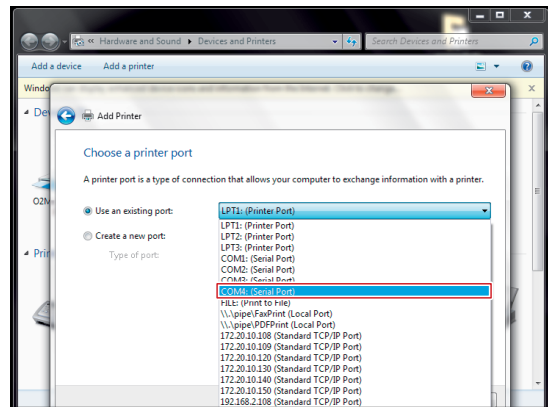 « Hardware and Sound ▸ Devices and Printers
Search Devices and Printers
Add a device Add a printer
Windo
Add Printer
De
Choose a printer port
A printer port is a type of connection that allows your computer to exchange information with a printer.
O2M
Use an existing port: LPT1: (Printer Port)
LPT1: (Printer Port)
Create a new port: LPT2: (Printer Port)
LPT3: (Printer Port)
Prin
Type of port: COM1: (Serial Port)
COM2: (Serial Port)
COM3: (Serial Port)
COM4: (Serial Port)
FILE: (Print to File)
\\.\pipe\FaxPrint (Local Port)
\\.\pipe\PDFPrint (Local Port)
172.20.10.108 (Standard TCP/IP Port)
172.20.10.109 (Standard TCP/IP Port)
172.20.10.120 (Standard TCP/IP Port)
172.20.10.130 (Standard TCP/IP Port)
172.20.10.140 (Standard TCP/IP Port)
172.20.10.150 (Standard TCP/IP Port)
192.168.2.108 (Standard TCP/IP Port)